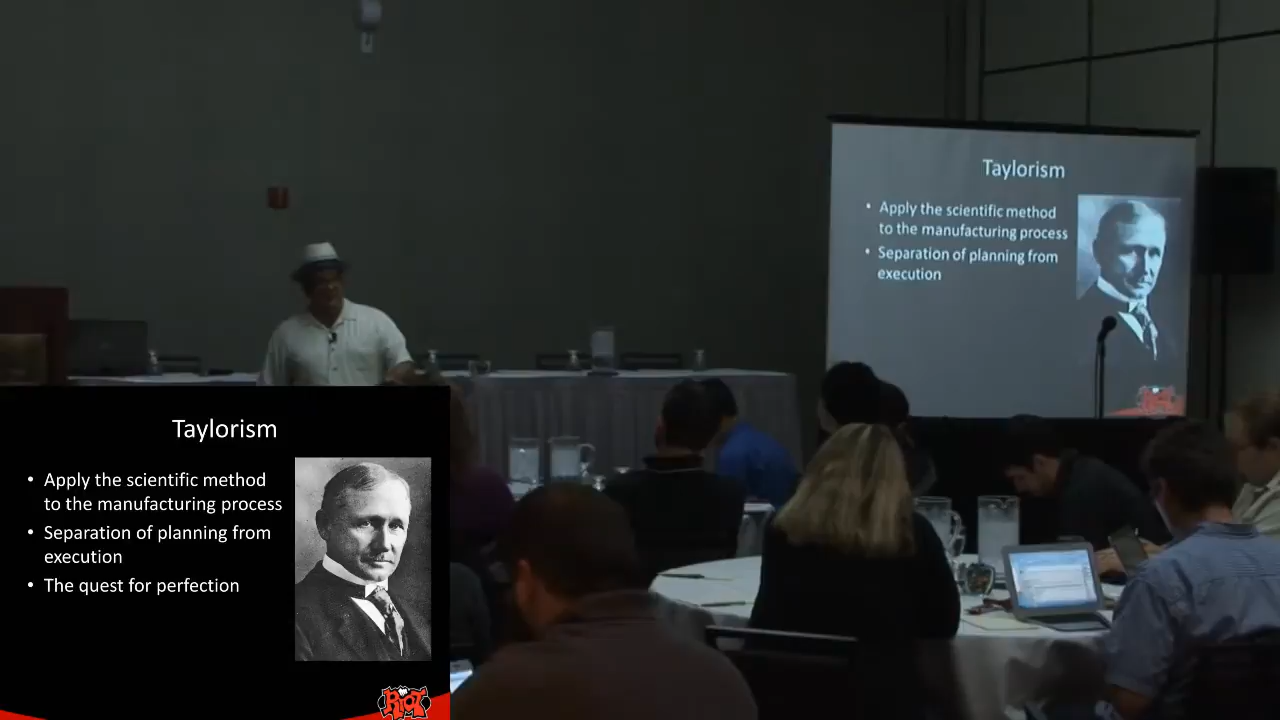 Taylorism
• Apply the scientific method
to the manufacturing process
• Separation of planning from
execution
RIOT
Taylorism
• Apply the scientific method
to the manufacturing process
• Separation of planning from
execution
• The quest for perfection
RIOT